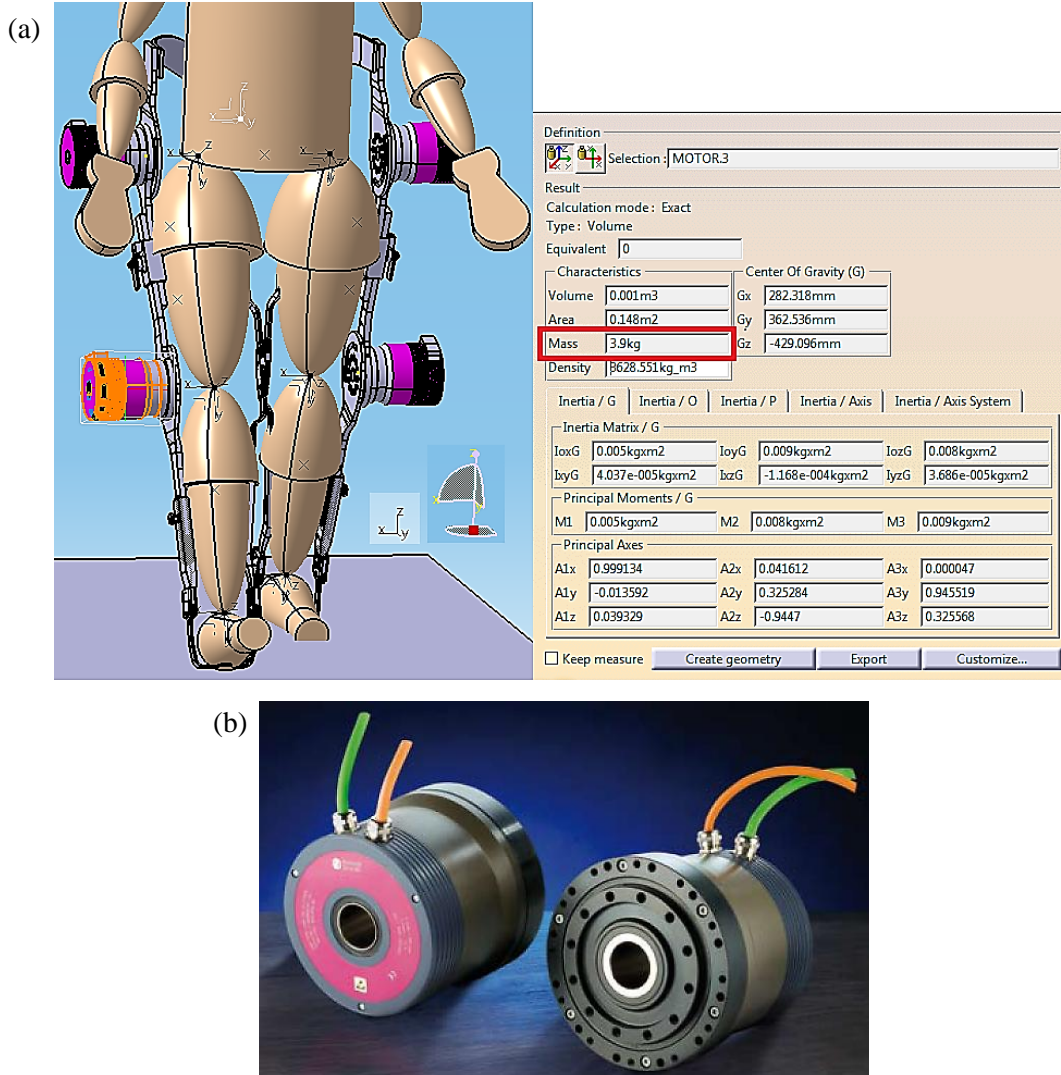 (a)
Definition
Selection : MOTOR.3
Result
Calculation mode : Exact
Type : Volume
Equivalent 0
Characteristics Center Of Gravity (G)
Volume 0.001m3 Gx 282.318mm
Area 0.148m2 Gy 362.536mm
Mass 3.9kg Gz -429.096mm
Density 8628.551kg_m3
Inertia / G Inertia / O Inertia / P Inertia / Axis Inertia / Axis System
Inertia Matrix / G
IoxG 0.005kgxm2 IoyG 0.009kgxm2 IozG 0.008kgxm2
IxyG 4.037e-005kgxm2 IxzG -1.168e-004kgxm2 IyzG 3.686e-005kgxm2
Principal Moments / G
M1 0.005kgxm2 M2 0.008kgxm2 M3 0.009kgxm2
Principal Axes
A1x 0.999134 A2x 0.041612 A3x 0.000047
A1y -0.013592 A2y 0.325284 A3y 0.945519
A1z 0.039329 A2z -0.9447 A3z 0.325568
Keep measure Create geometry Export Customize...
(b)